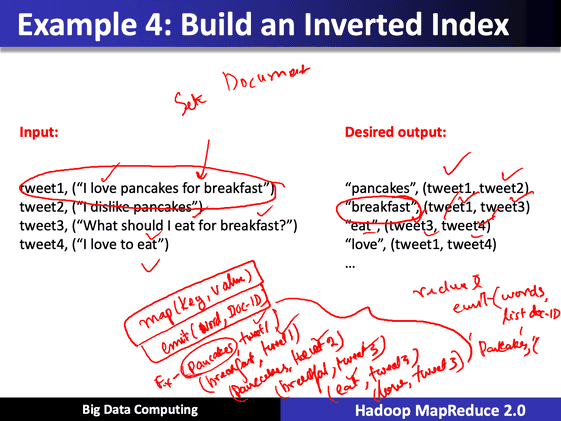 Example 4: Build an Inverted Index
Set Document
Input:
tweet1, (“I love pancakes for breakfast”)
tweet2, (“I dislike pancakes”)
tweet3, (“What should I eat for breakfast?”)
tweet4, (“I love to eat”)
Desired output:
“pancakes”, (tweet1, tweet2)
“breakfast”, (tweet1, tweet3)
“eat”, (tweet3, tweet4)
“love”, (tweet1, tweet4)
...
map(key, value)
emit(word, Doc-ID)
(Pancakes, tweet1)
(breakfast, tweet1)
(pancakes, tweet2)
(breakfast, tweet3)
(eat, tweet3)
(love, tweet3)
emit-(words,
list doc-ID)
Pancakes, (
Big Data Computing
Hadoop MapReduce 2.0